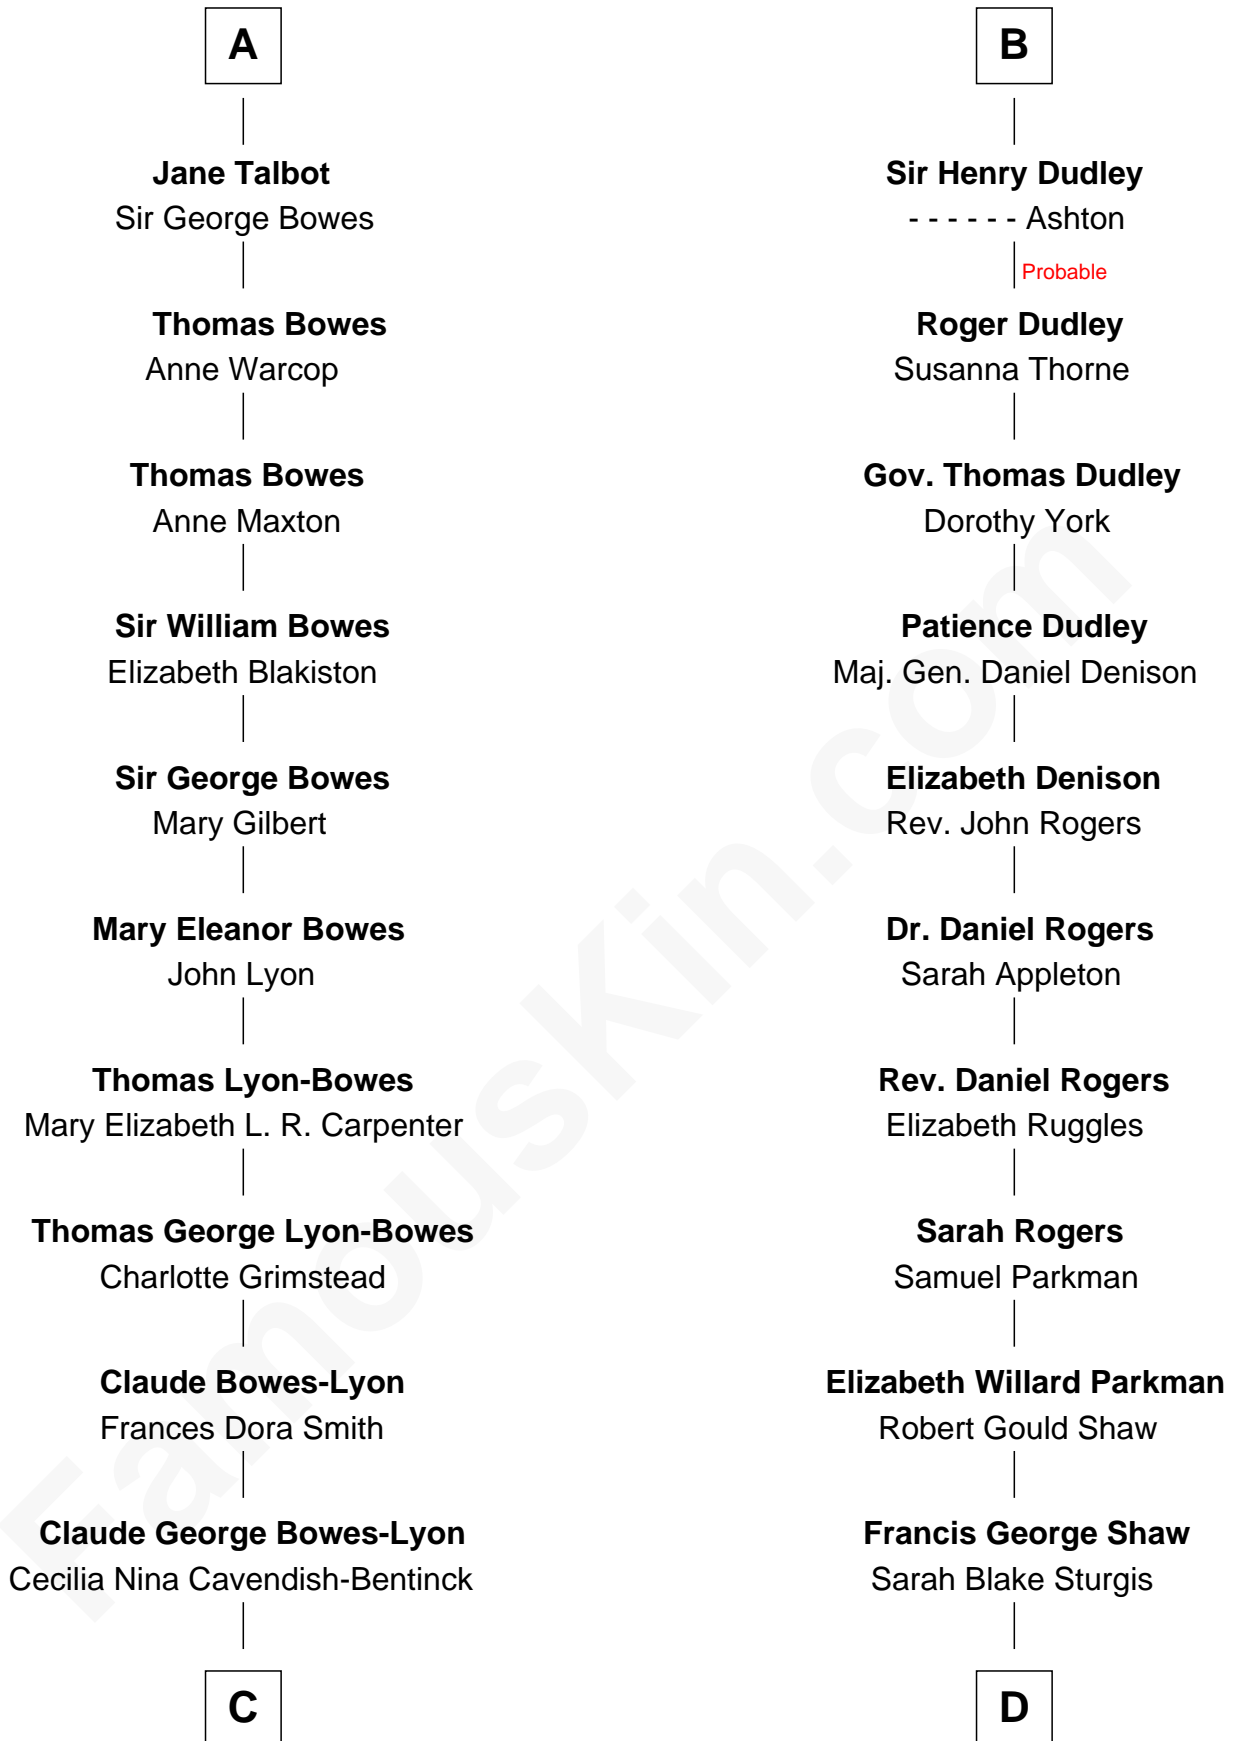 A
Jane Talbot
Sir George Bowes
Thomas Bowes
Anne Warcop
Thomas Bowes
Anne Maxton
Sir William Bowes
Elizabeth Blakiston
Sir George Bowes
Mary Gilbert
Mary Eleanor Bowes
John Lyon
Thomas Lyon-Bowes
Mary Elizabeth L. R. Carpenter
Thomas George Lyon-Bowes
Charlotte Grimstead
Claude Bowes-Lyon
Frances Dora Smith
Claude George Bowes-Lyon
Cecilia Nina Cavendish-Bentinck
C
B
Sir Henry Dudley
- - - - - - Ashton
Probable
Roger Dudley
Susanna Thorne
Gov. Thomas Dudley
Dorothy York
Patience Dudley
Maj. Gen. Daniel Denison
Elizabeth Denison
Rev. John Rogers
Dr. Daniel Rogers
Sarah Appleton
Rev. Daniel Rogers
Elizabeth Ruggles
Sarah Rogers
Samuel Parkman
Elizabeth Willard Parkman
Robert Gould Shaw
Francis George Shaw
Sarah Blake Sturgis
D
FamousKin.com